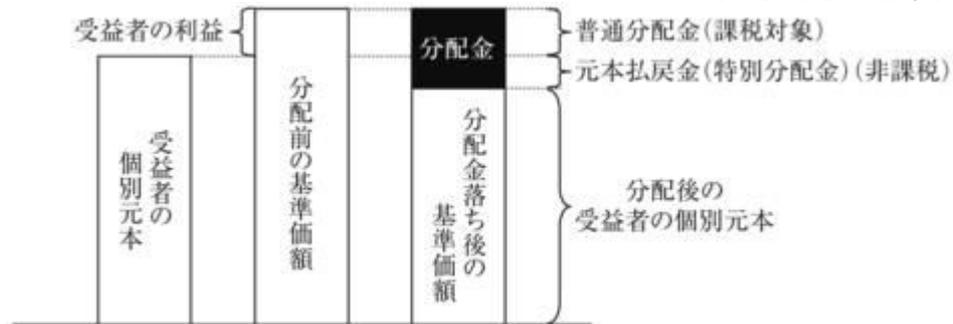 受益者の利益
分配金
普通分配金(課税対象)
元本払戻金(特別分配金)(非課税)
受益者の
個別元本
分配前の基準価額
分配金落ち後の
基準価額
分配後の
受益者の個別元本